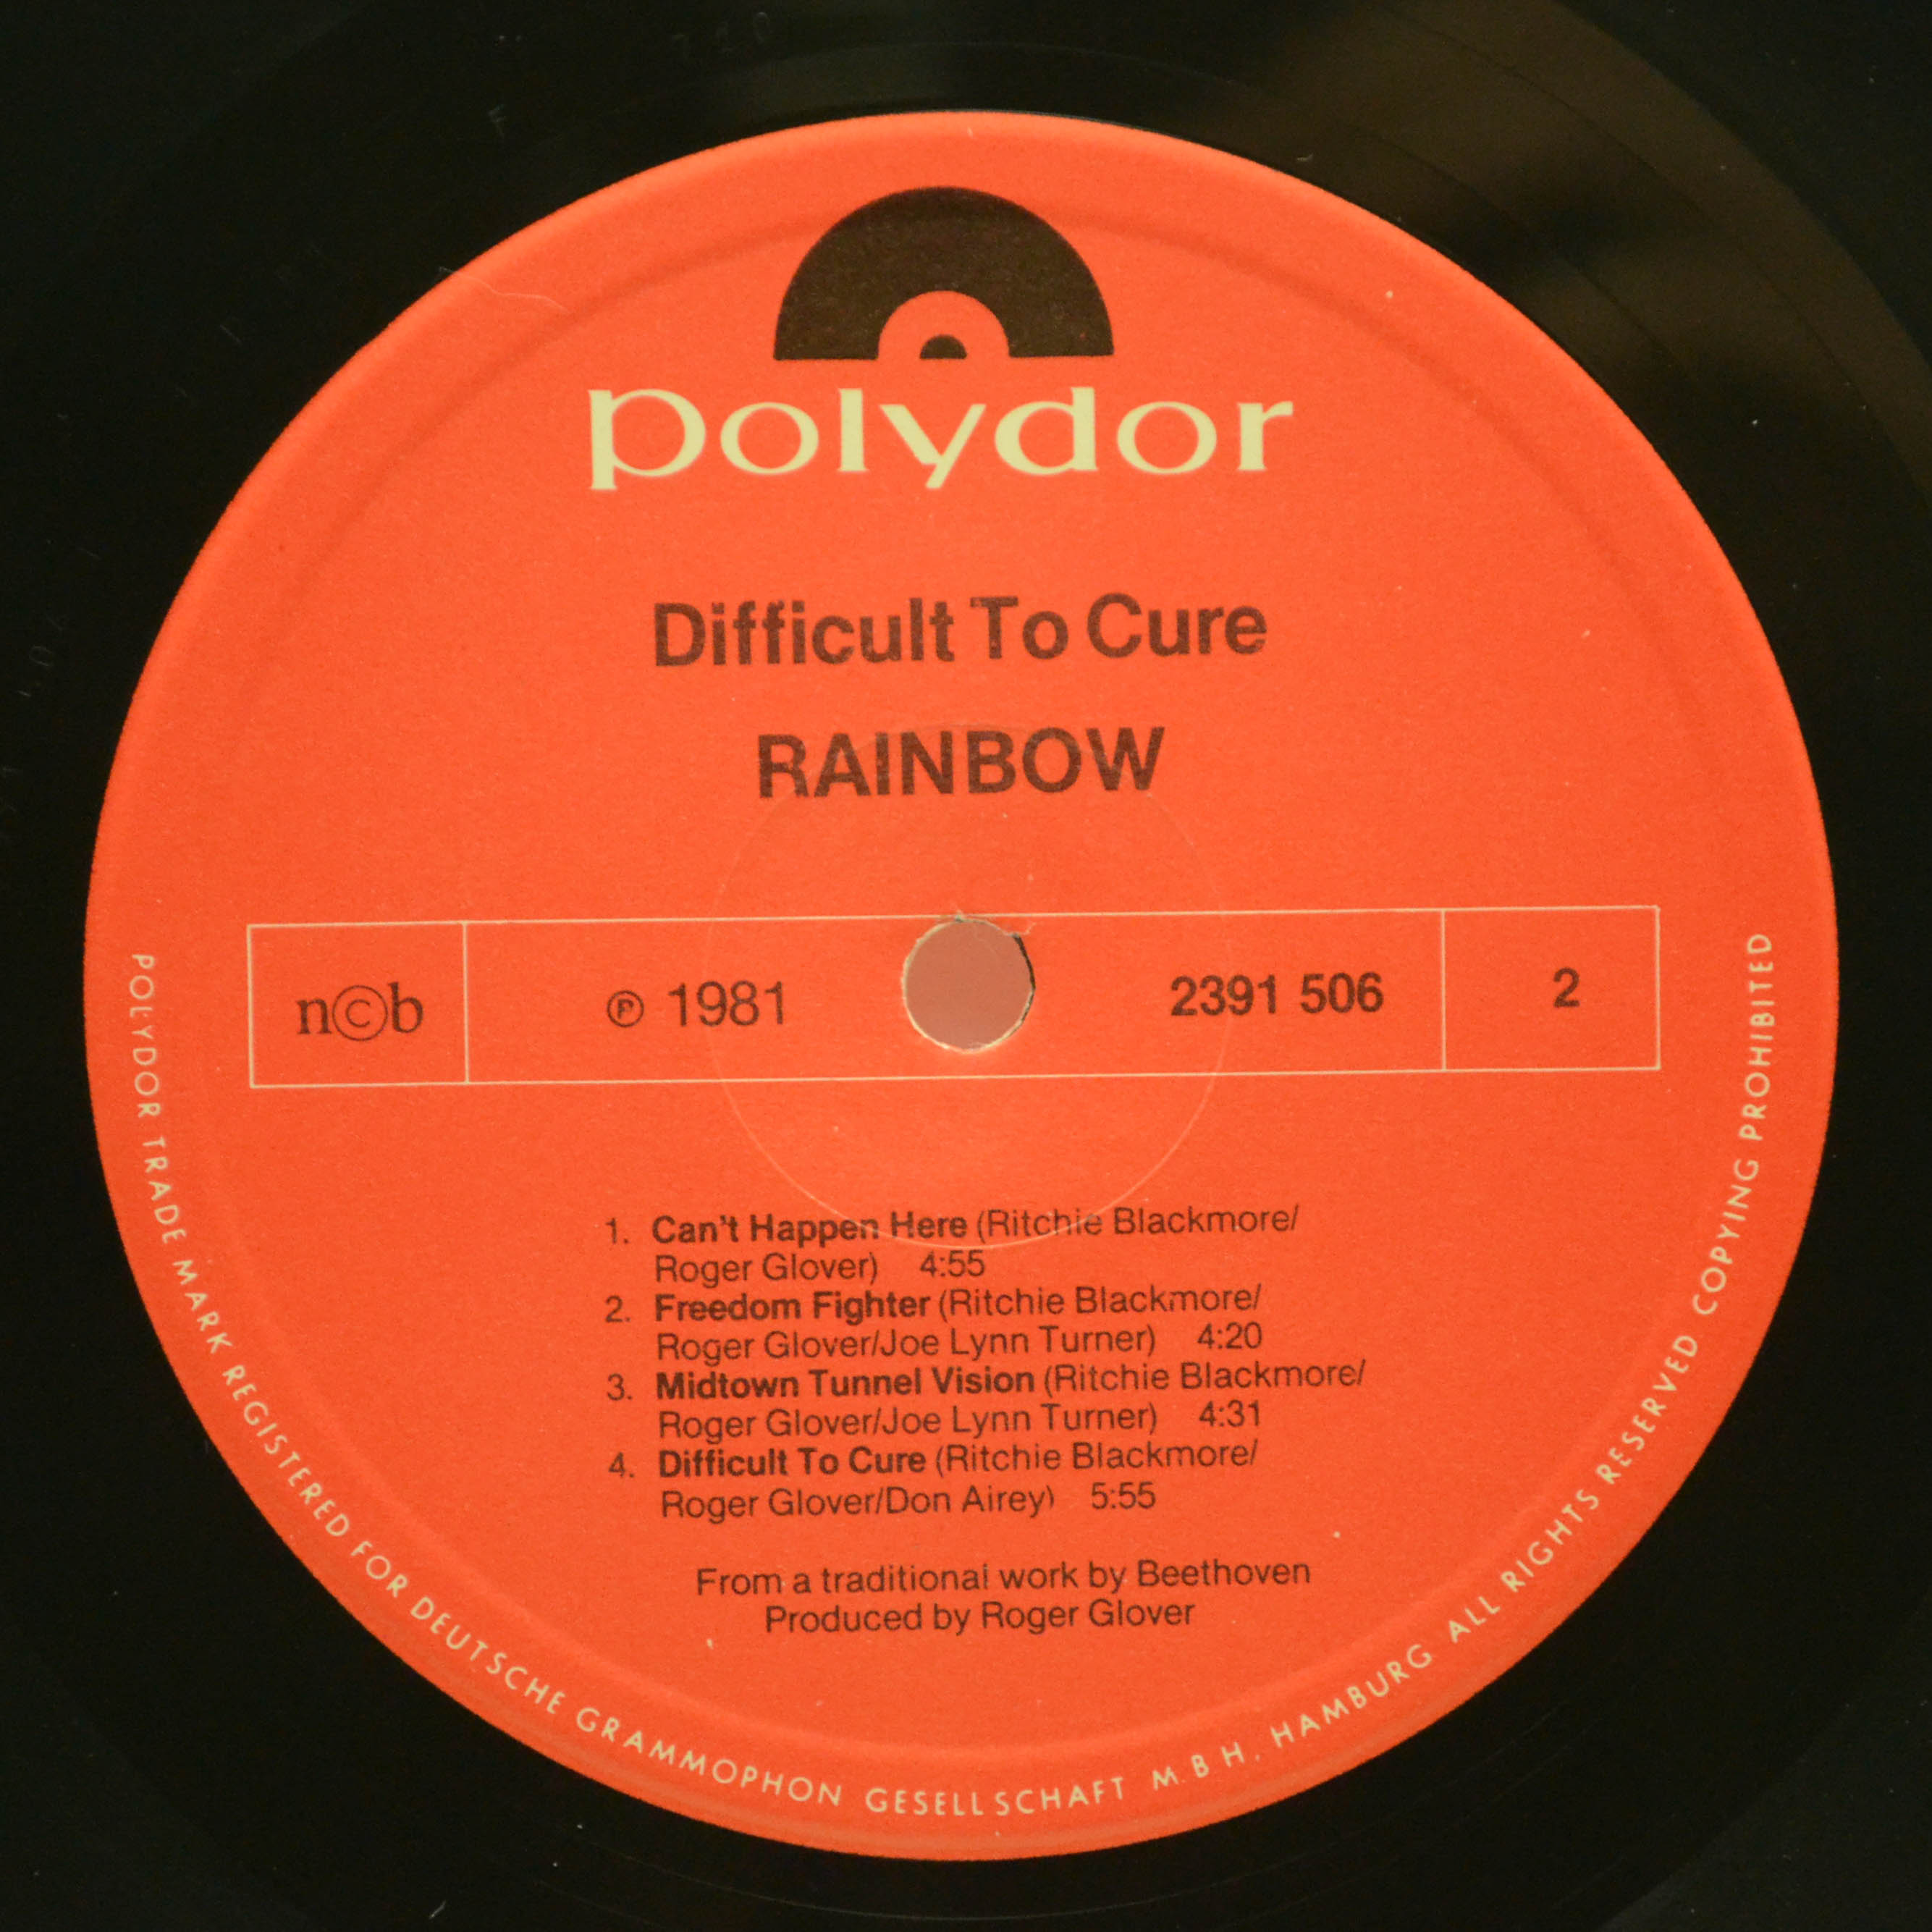 polydor
Difficult To Cure
RAINBOW
n©b ℗ 1981 2391 506 2
1. Can't Happen Here (Ritchie Blackmore/
Roger Glover) 4:55
2. Freedom Fighter (Ritchie Blackmore/
Roger Glover/Joe Lynn Turner) 4:20
3. Midtown Tunnel Vision (Ritchie Blackmore/
Roger Glover/Joe Lynn Turner) 4:31
4. Difficult To Cure (Ritchie Blackmore/
Roger Glover/Don Airey) 5:55
From a traditional work by Beethoven
Produced by Roger Glover
POLYDOR TRADE MARK REGISTERED FOR DEUTSCHE GRAMMOPHON GESELLSCHAFT M.B H. HAMBURG ALL RIGHTS RESERVED COPYING PROHIBITED